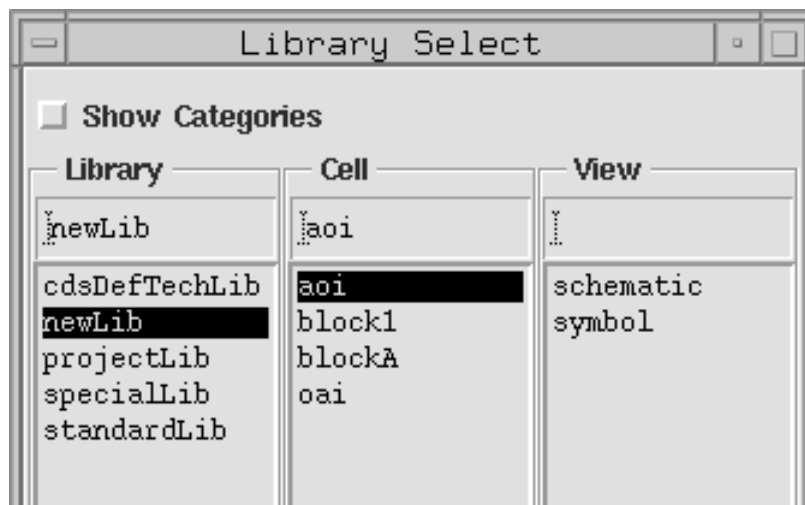 Library Select
Show Categories
Library
Cell
View
newLib
aoi
cdsDefTechLib
newLib
projectLib
specialLib
standardLib
aoi
block1
blockA
oai
schematic
symbol